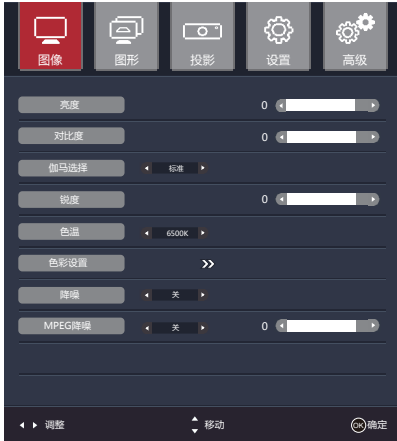 图像 图形 投影 设置 高级
亮度 0
对比度 0
伽马选择 标准
锐度 0
色温 6500K
色彩设置
降噪 关
MPEG降噪 关 0
调整 移动 OK 确定